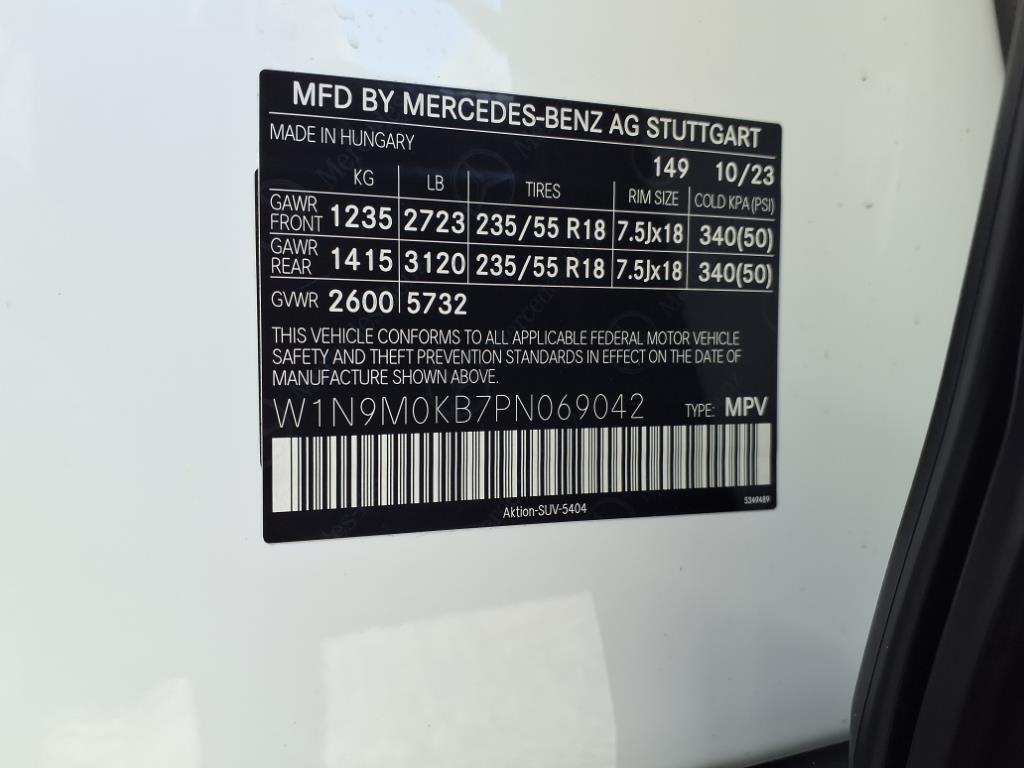 MFD BY MERCEDES-BENZ AG STUTTGART
MADE IN HUNGARY
149 10/23
KG LB TIRES RIM SIZE COLD KPA(PSI)
GAWR FRONT 1235 2723 235/55 R18 7.5Jx18 340(50)
GAWR REAR 1415 3120 235/55 R18 7.5Jx18 340(50)
GVWR 2600 5732
THIS VEHICLE CONFORMS TO ALL APPLICABLE FEDERAL MOTOR VEHICLE
SAFETY AND THEFT PREVENTION STANDARDS IN EFFECT ON THE DATE OF
MANUFACTURE SHOWN ABOVE.
W1N9M0KB7PN069042 TYPE: MPV
Aktion-SUV-5404
5349489